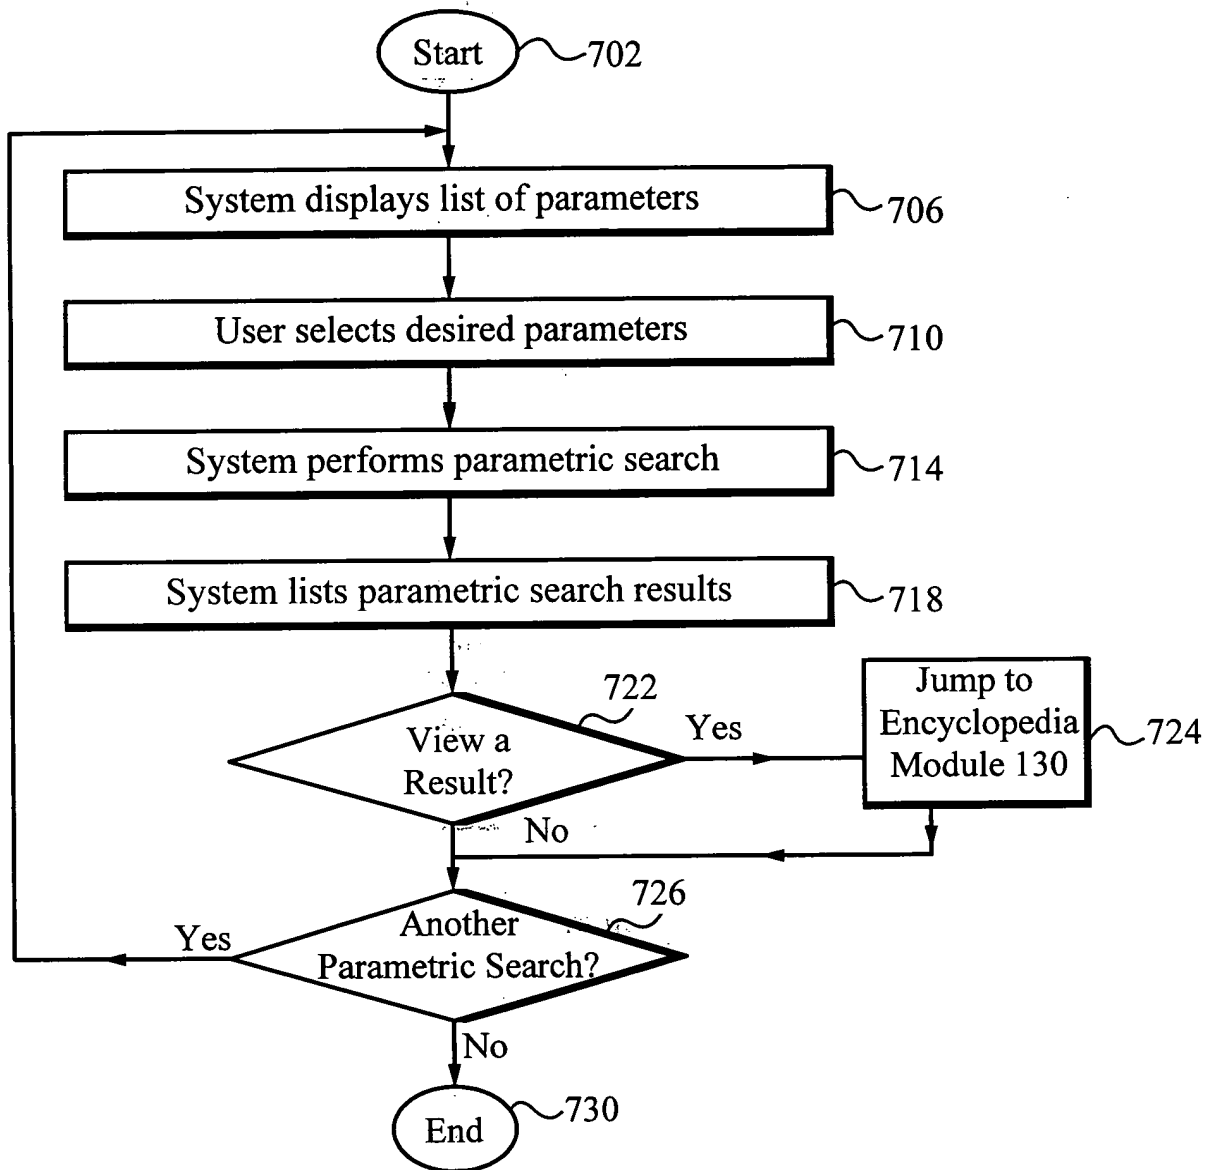 Start
702
System displays list of parameters
706
User selects desired parameters
710
System performs parametric search
714
System lists parametric search results
718
722
View a
Result?
Yes
Jump to
Encyclopedia
Module 130
724
No
726
Another
Parametric Search?
Yes
No
End
730